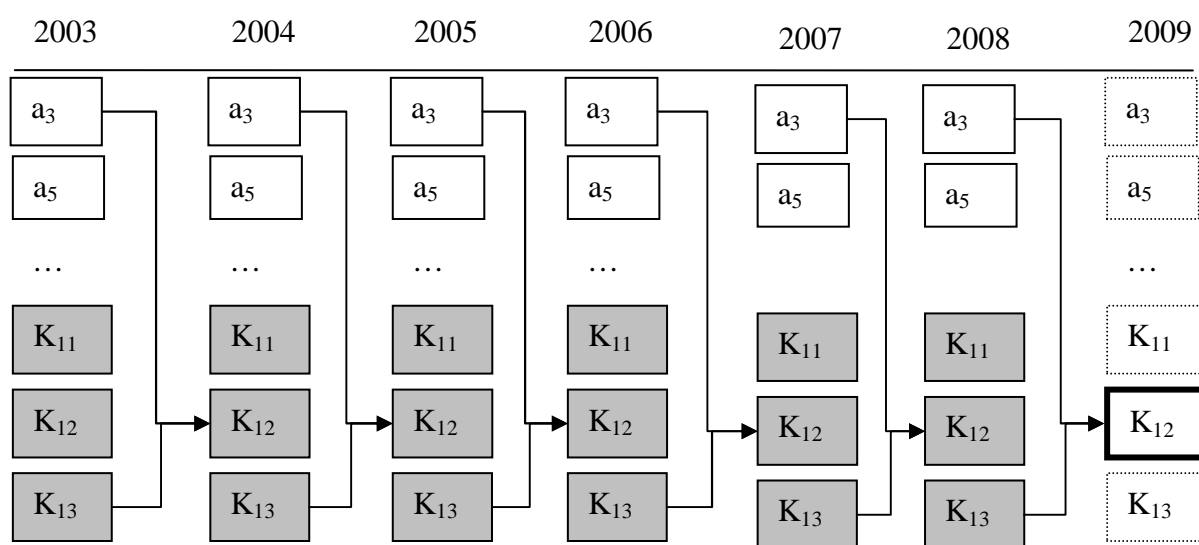 2003 2004 2005 2006 2007 2008 2009
a₃ a₃ a₃ a₃ a₃ a₃ a₃
a₅ a₅ a₅ a₅ a₅ a₅ a₅
… … … … …
K₁₁ K₁₁ K₁₁ K₁₁ K₁₁ K₁₁ K₁₁
K₁₂ K₁₂ K₁₂ K₁₂ K₁₂ K₁₂ K₁₂
K₁₃ K₁₃ K₁₃ K₁₃ K₁₃ K₁₃ K₁₃